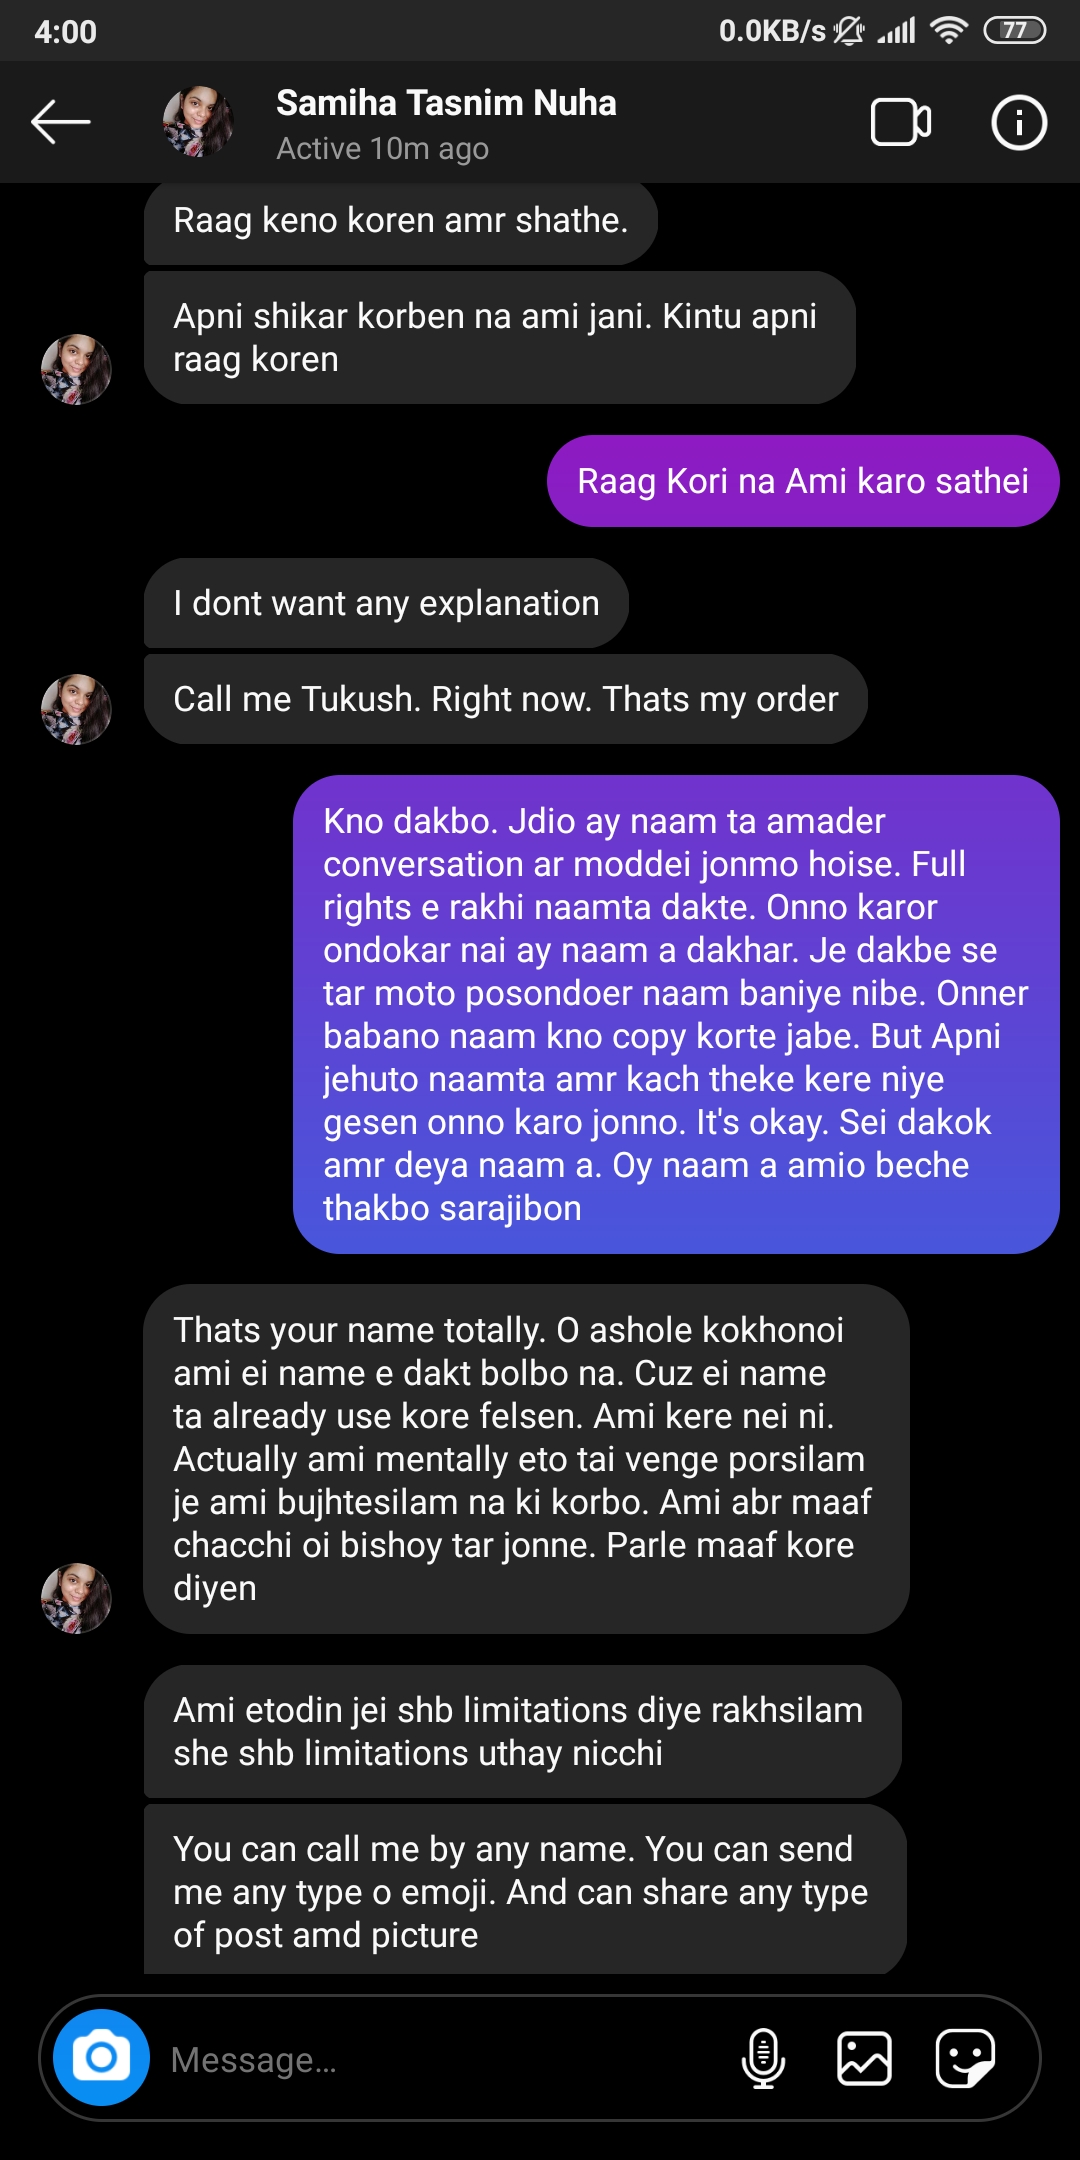 4:00
0.0KB/s
77
Samiha Tasnim Nuha
Active 10m ago
Raag keno koren amr shathe.
Apni shikar korben na ami jani. Kintu apni
raag koren
Raag Kori na Ami karo sathei
I dont want any explanation
Call me Tukush. Right now. Thats my order
Kno dakbo. Jdio ay naam ta amader
conversation ar moddei jonmo hoise. Full
rights e rakhi naamta dakte. Onno karor
ondokar nai ay naam a dakhar. Je dakbe se
tar moto posondoer naam baniye nibe. Onner
babano naam kno copy korte jabe. But Apni
jehuto naamta amr kach theke kere niye
gesen onno karo jonno. It's okay. Sei dakok
amr deya naam a. Oy naam a amio beche
thakbo sarajibon
Thats your name totally. O ashole kokhonoi
ami ei name e dakt bolbo na. Cuz ei name
ta already use kore felsen. Ami kere nei ni.
Actually ami mentally eto tai venge porsilam
je ami bujhtesilam na ki korbo. Ami abr maaf
chacchi oi bishoy tar jonne. Parle maaf kore
diyen
Ami etodin jei shb limitations diye rakhsilam
she shb limitations uthay nicchi
You can call me by any name. You can send
me any type o emoji. And can share any type
of post amd picture
Message...